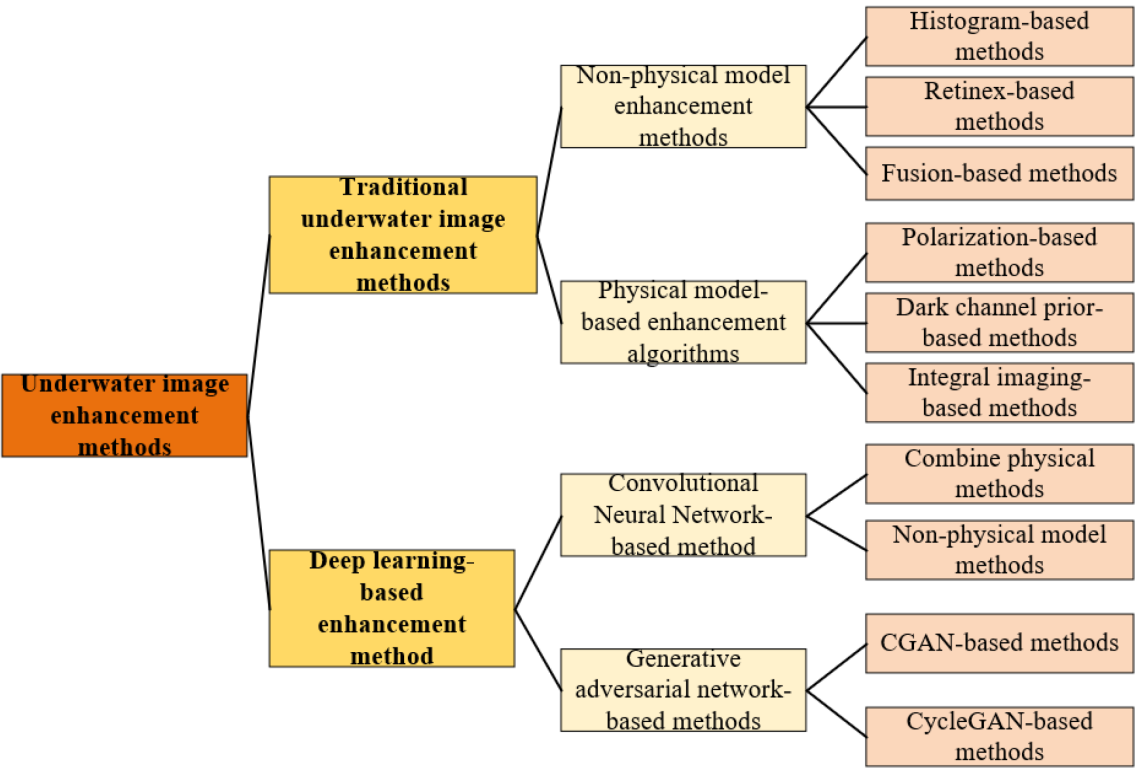 Underwater image
enhancement
methods
Traditional
underwater image
enhancement
methods
Non-physical model
enhancement
methods
Histogram-based
methods
Retinex-based
methods
Fusion-based methods
Physical model-
based enhancement
algorithms
Polarization-based
methods
Dark channel prior-
based methods
Integral imaging-
based methods
Deep learning-
based
enhancement
method
Convolutional
Neural Network-
based method
Combine physical
methods
Non-physical model
methods
Generative
adversarial network-
based methods
CGAN-based methods
CycleGAN-based
methods